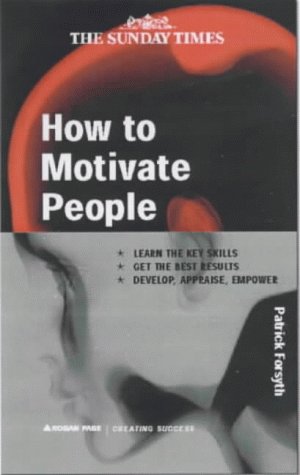 THE SUNDAY TIMES
How to
Motivate
People
★ LEARN THE KEY SKILLS
★ GET THE BEST RESULTS
★ DEVELOP, APPRAISE, EMPOWER
Patrick Forsyth
KOGAN PAGE | CREATING SUCCESS